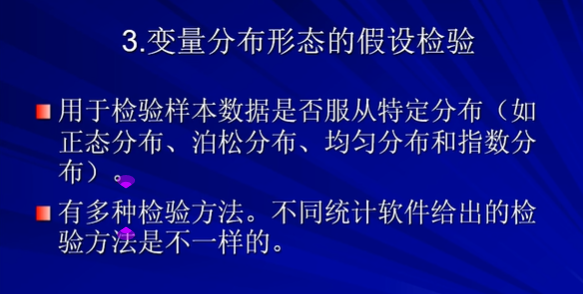 3.变量分布形态的假设检验
用于检验样本数据是否服从特定分布（如
正态分布、泊松分布、均匀分布和指数分
布）。
有多种检验方法。不同统计软件给出的检
验方法是不一样的。